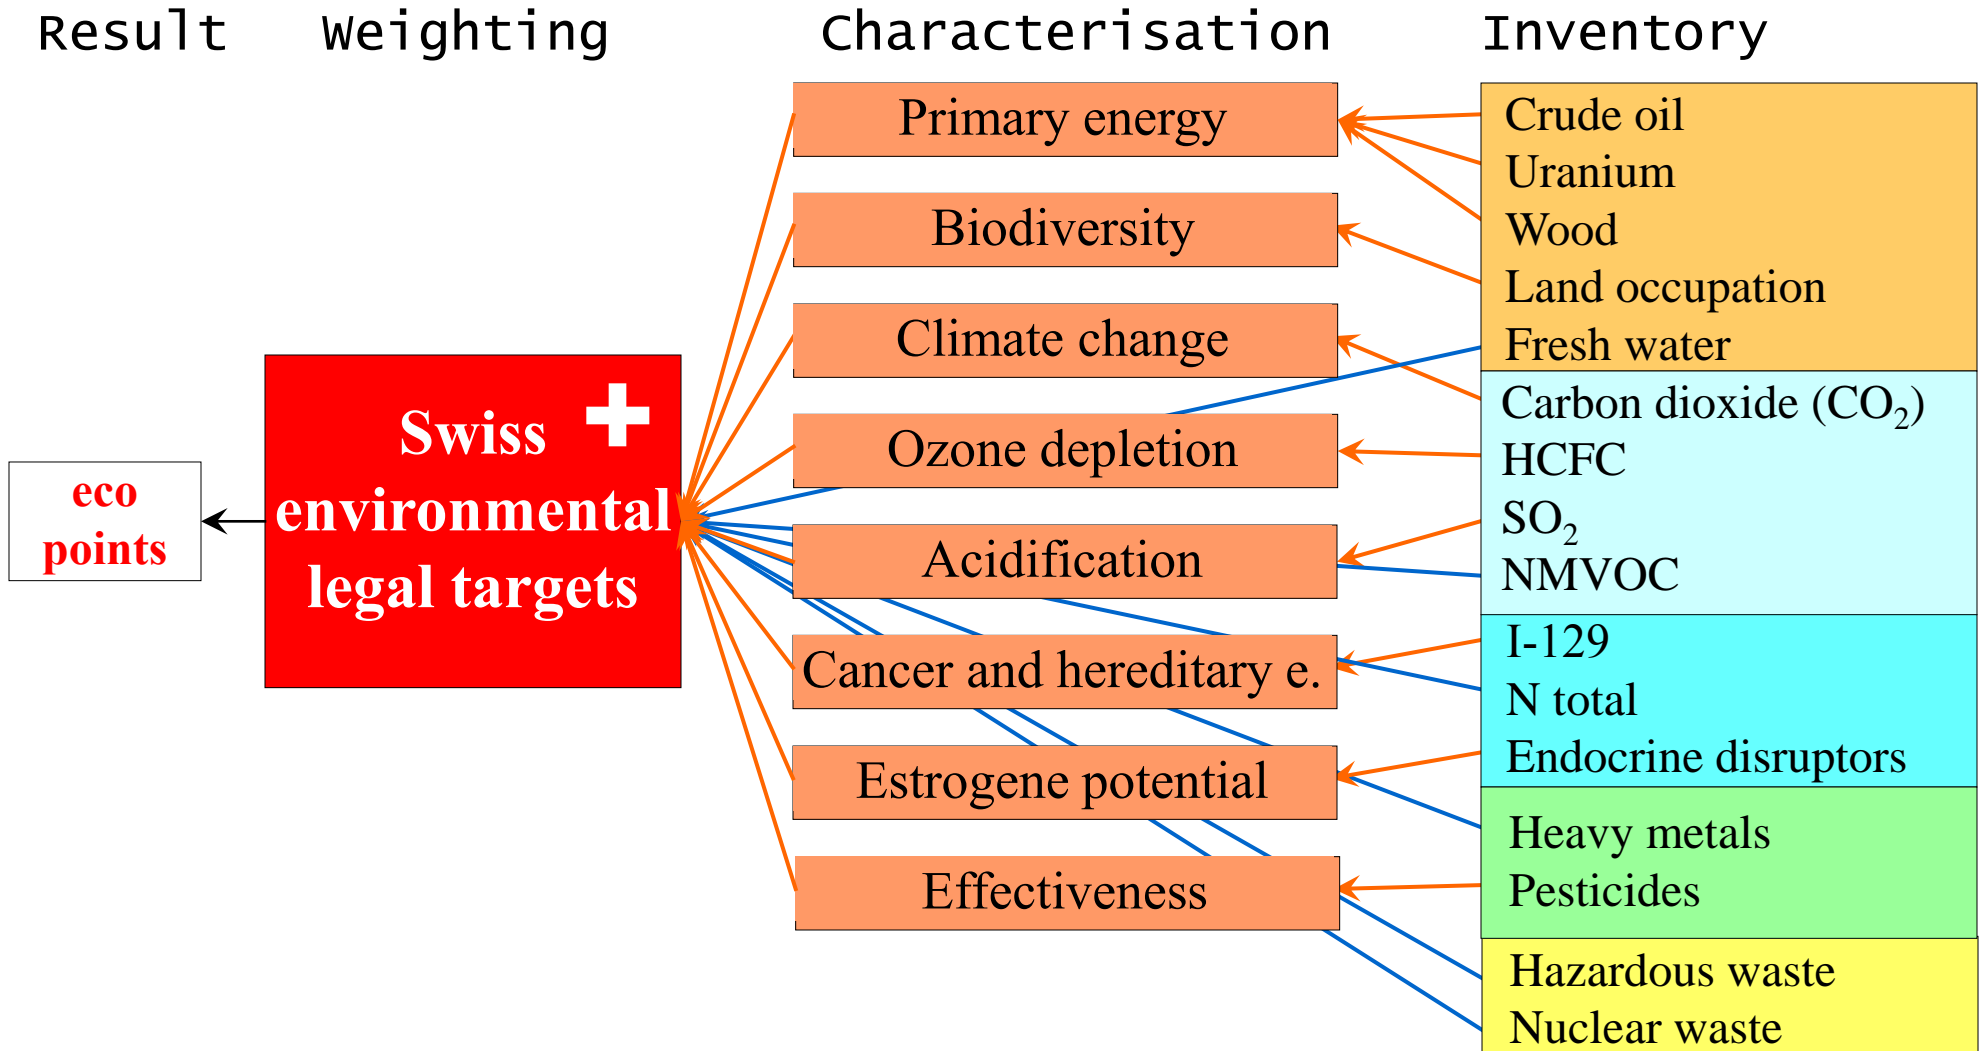 Result Weighting Characterisation Inventory
eco
points
Swiss
environmental
legal targets
Primary energy
Biodiversity
Climate change
Ozone depletion
Acidification
Cancer and hereditary e.
Estrogene potential
Effectiveness
Crude oil
Uranium
Wood
Land occupation
Fresh water
Carbon dioxide (CO₂)
HCFC
SO₂
NMVOC
I-129
N total
Endocrine disruptors
Heavy metals
Pesticides
Hazardous waste
Nuclear waste